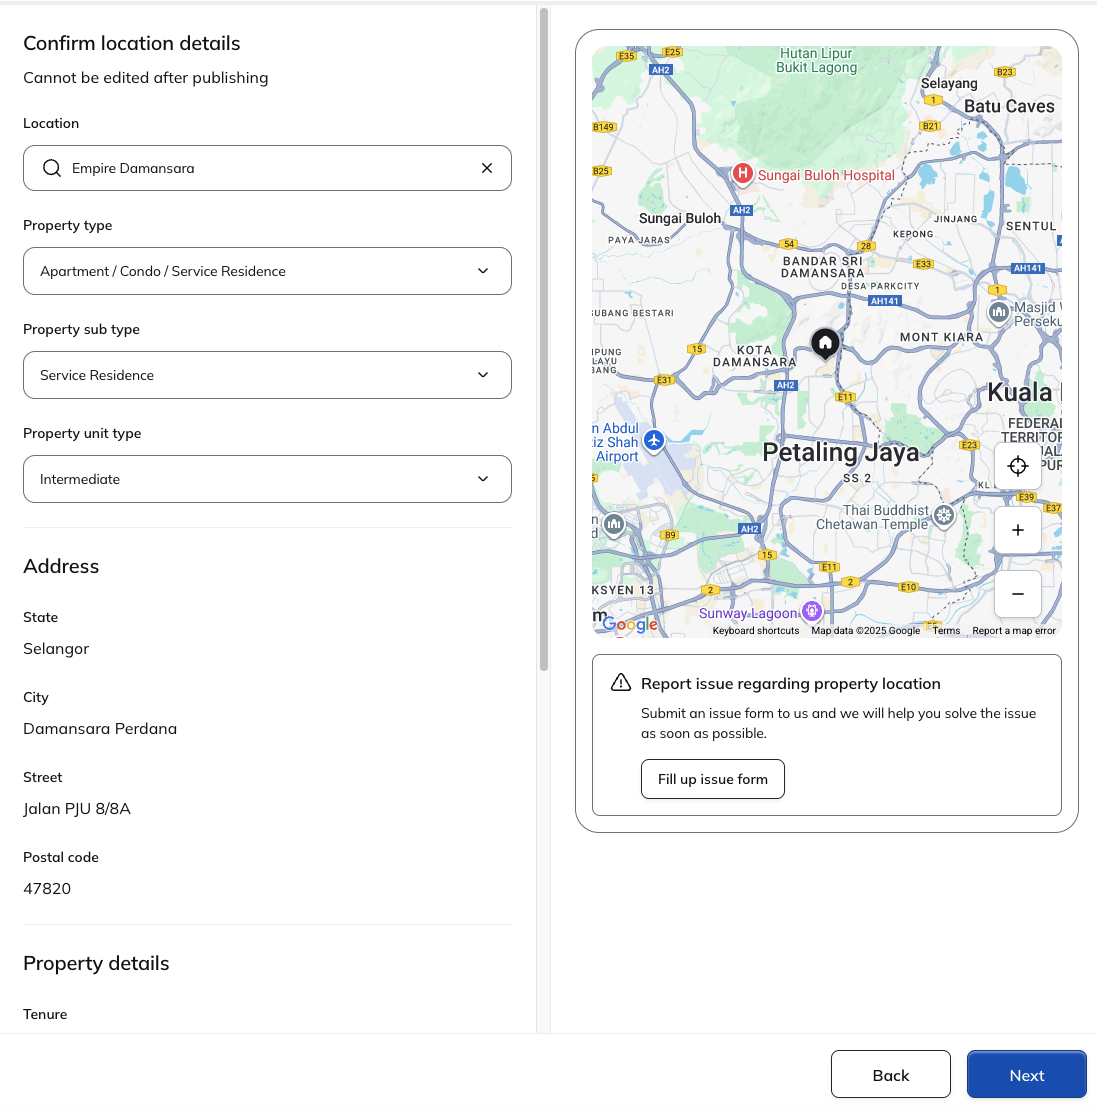 Confirm location details
Cannot be edited after publishing
Location
Empire Damansara
Property type
Apartment / Condo / Service Residence
Property sub type
Service Residence
Property unit type
Intermediate
Address
State
Selangor
City
Damansara Perdana
Street
Jalan PJU 8/8A
Postal code
47820
Property details
Tenure
E35
E25
AH2
Hutan Lipur
Bukit Lagong
Selayang
B23
1
Batu Caves
B149
B21
B25
Sungai Buloh Hospital
AH2
Sungai Buloh
JINJANG
SENTUL
PAYA JARAS
54
28
KEPONG
BANDAR SRI
DAMANSARA
E33
AH141
DESA PARKCITY
1
AH141
Masjid
Perseku
UBANG BESTARI
MONT KIARA
15
KOTA
DAMANSARA
PUNG
LAYU
BANG
E31
AH2
E11
Kuala
FEDERAL
TERRITOR
n Abdul
iz Shah
Airport
E23
Petaling Jaya
SS 2
KL
E39
E37
Thai Buddhist
Chetawan Temple
AH2
B9
15
E11
2
E10
KSYEN 13
2
Sunway Lagoon
m
Google
Keyboard shortcuts
Map data ©2025 Google
Terms
Report a map error
Report issue regarding property location
Submit an issue form to us and we will help you solve the issue
as soon as possible.
Fill up issue form
Back
Next